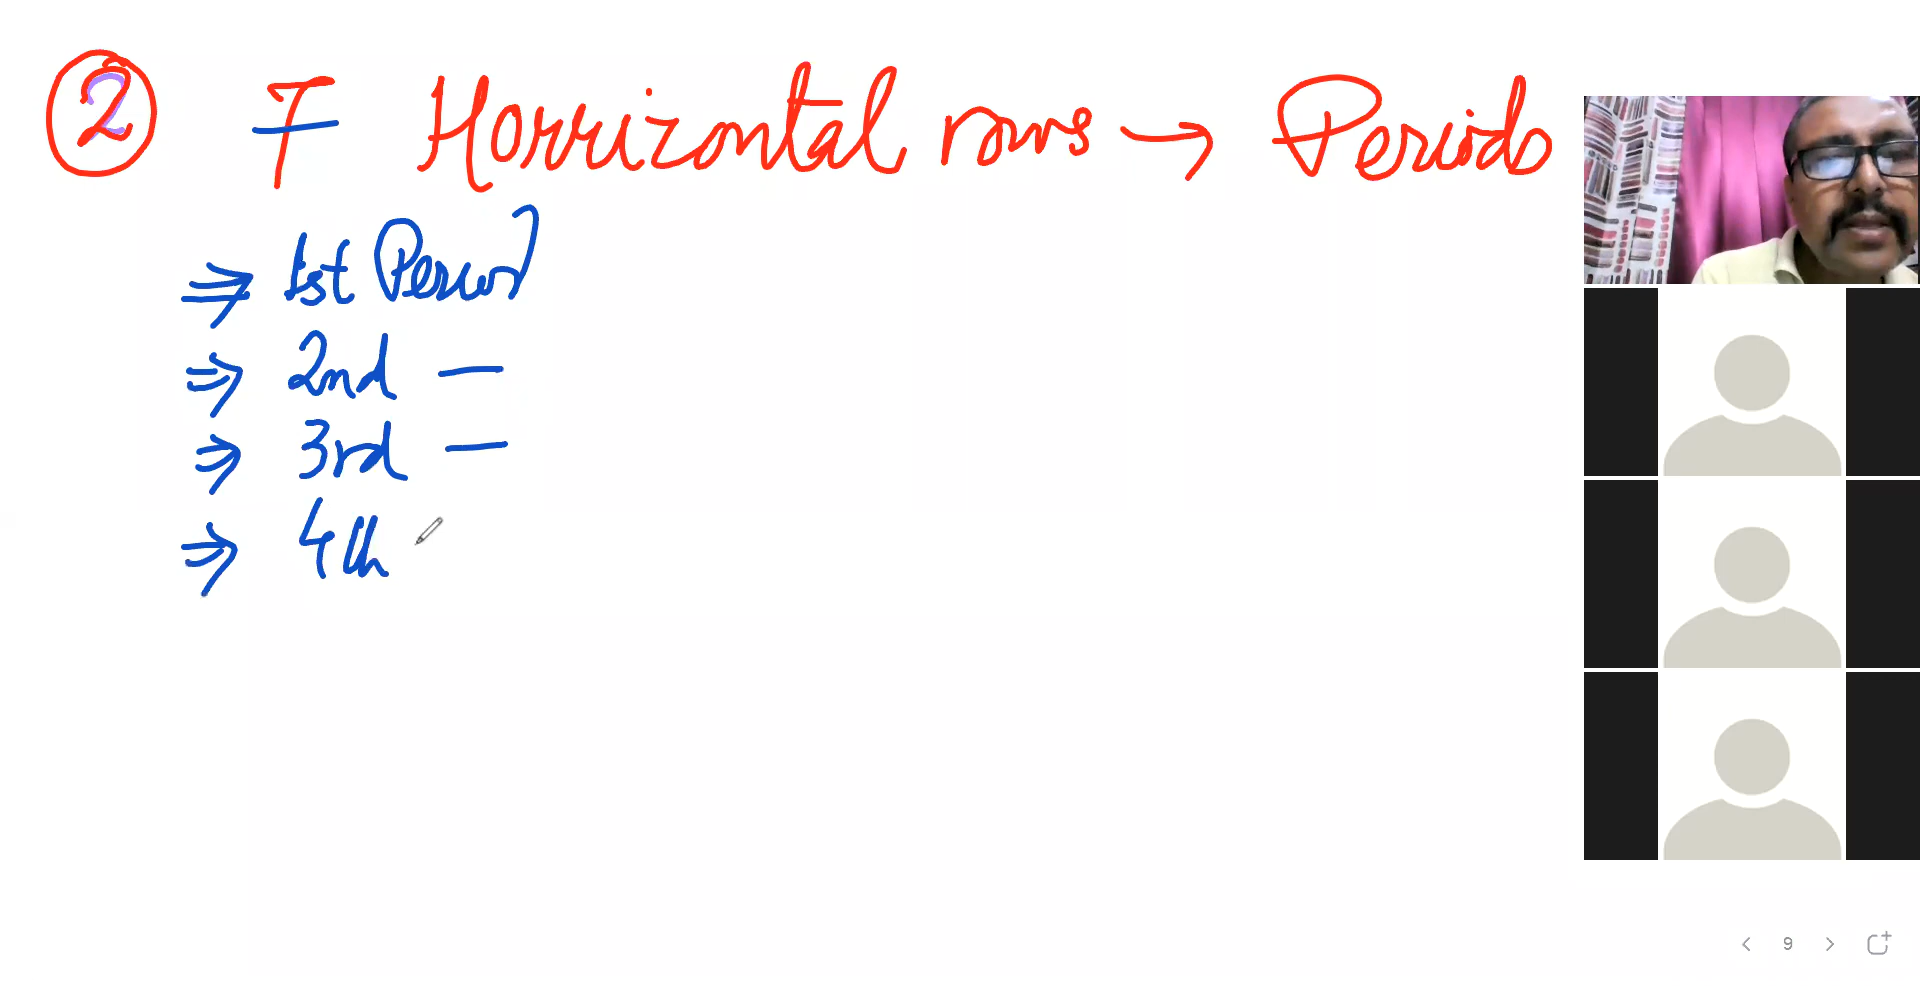 ② 7 Horrizontal rows → Periods
⇒ 1st Period
⇒ 2nd —
⇒ 3rd —
⇒ 4th
9